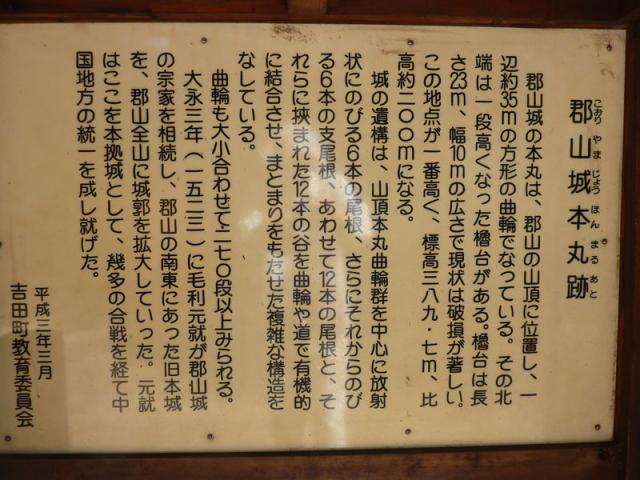 郡山城本丸跡
こおりやまじょうほんまるあと
郡山城の本丸は、郡山の山頂に位置し、一
辺約35mの方形の曲輪でなっている。その北
端は一段高くなった櫓台がある。櫓台は長
さ23m、幅10mの広さで現状は破損が著しい。
この地点が一番高く、標高三八九・七m、比
高約二〇〇mになる。
城の遺構は、山頂本丸曲輪群を中心に放射
状にのびる6本の尾根、さらにそれからのび
る6本の支尾根、あわせて12本の尾根と、そ
れらに挾まれた12本の谷を曲輪や道で有機的
に結合させ、まとまりをもたせた複雑な構造を
なしている。
曲輪も大小合わせて二七〇段以上みられる。
大永三年(一五二三)に毛利元就が郡山城
の宗家を相続し、郡山の南東にあった旧本城
を、郡山全山に城郭を拡大していった。元就
はここを本拠城として、幾多の合戦を経て中
国地方の統一を成し就げた。
平成三年三月
吉田町教育委員会